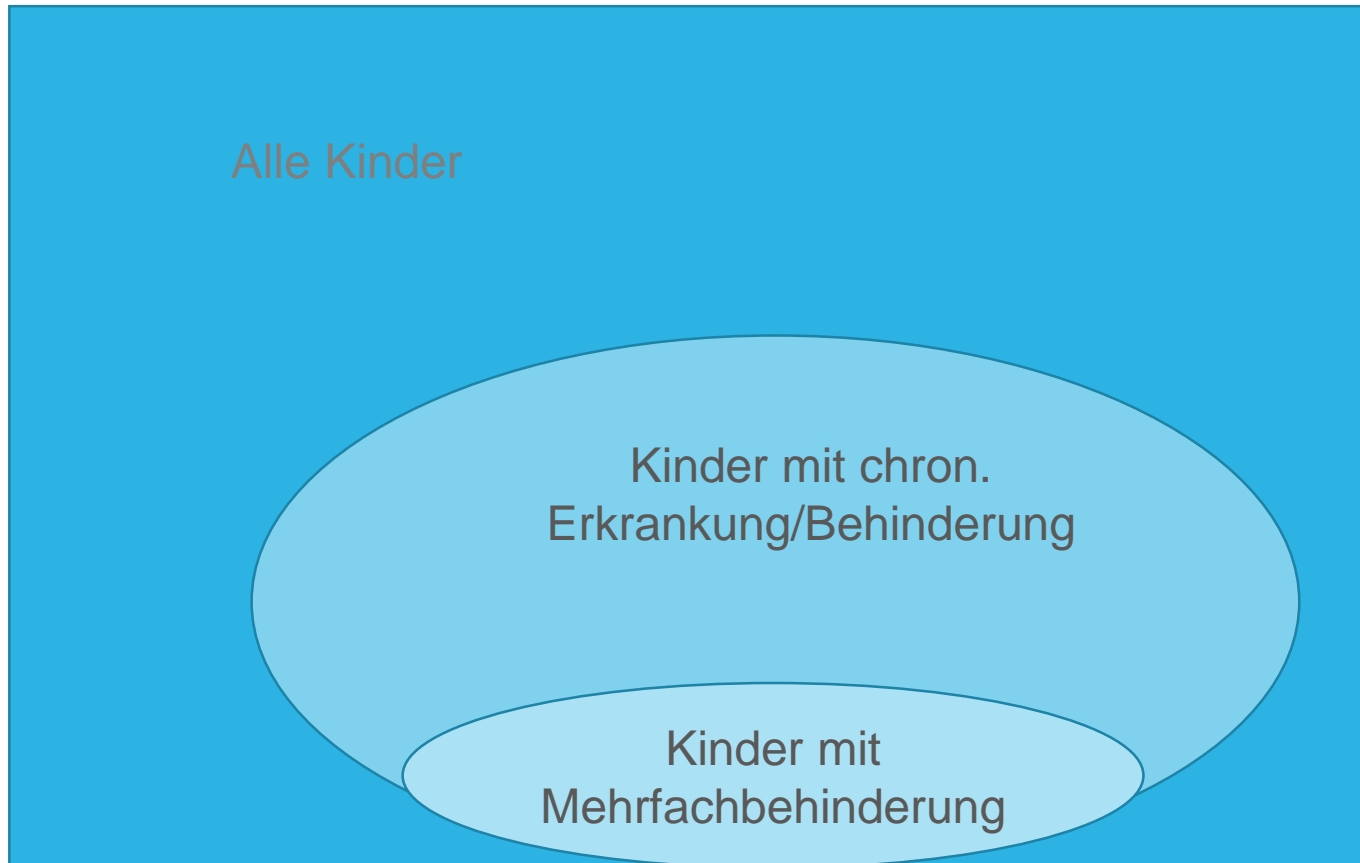 Alle Kinder
Kinder mit chron.
Erkrankung/Behinderung
Kinder mit
Mehrfachbehinderung